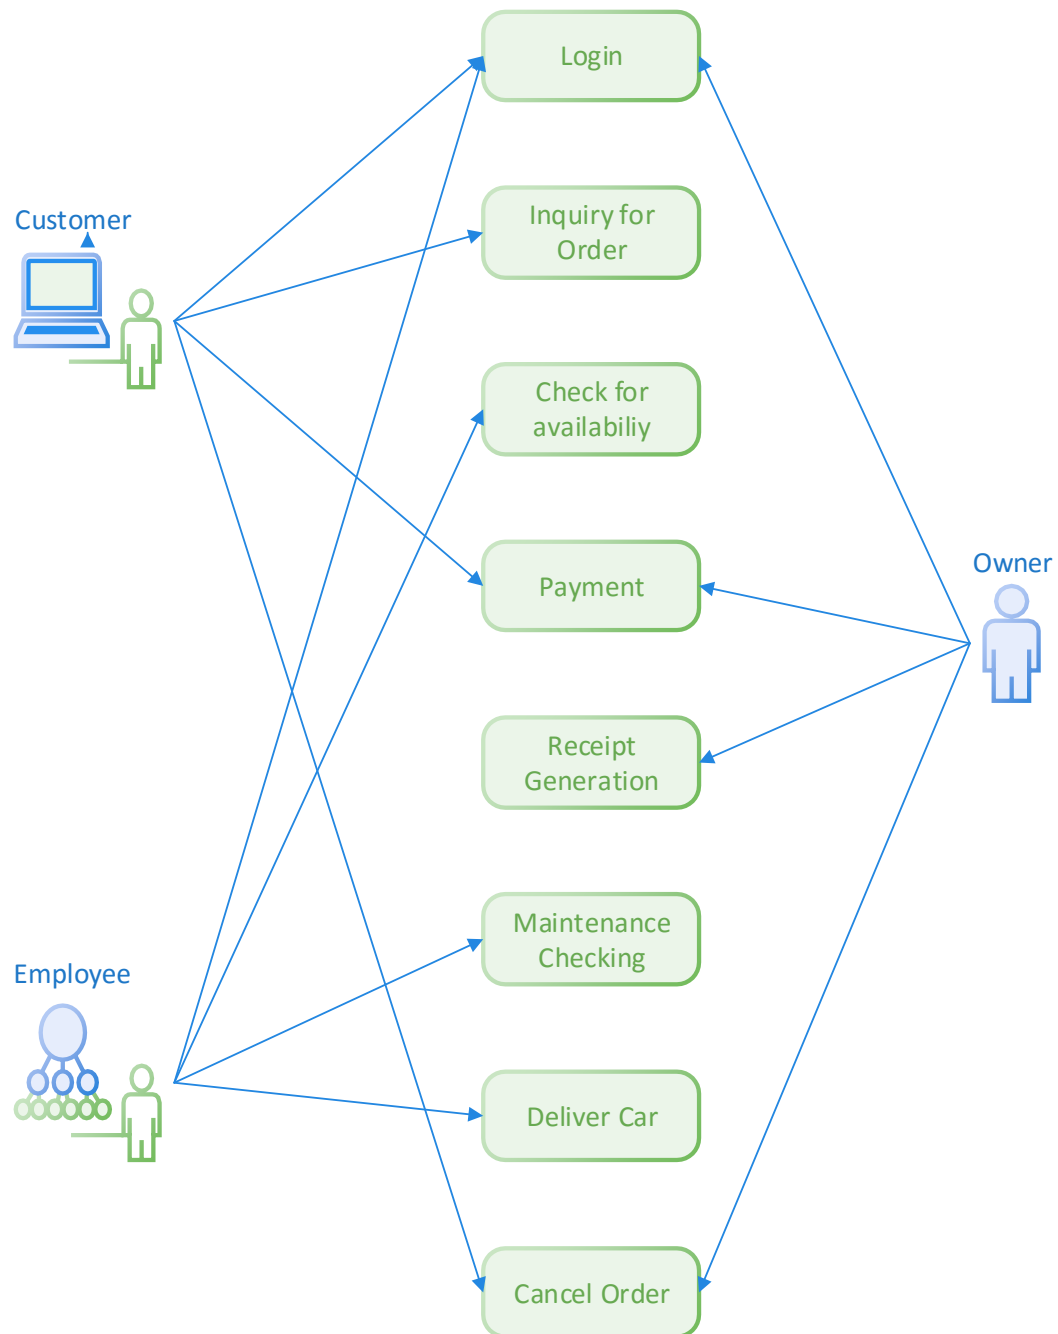 Login
Customer
Inquiry for
Order
Check for
availabiliy
Owner
Payment
Receipt
Generation
Maintenance
Checking
Employee
Deliver Car
Cancel Order